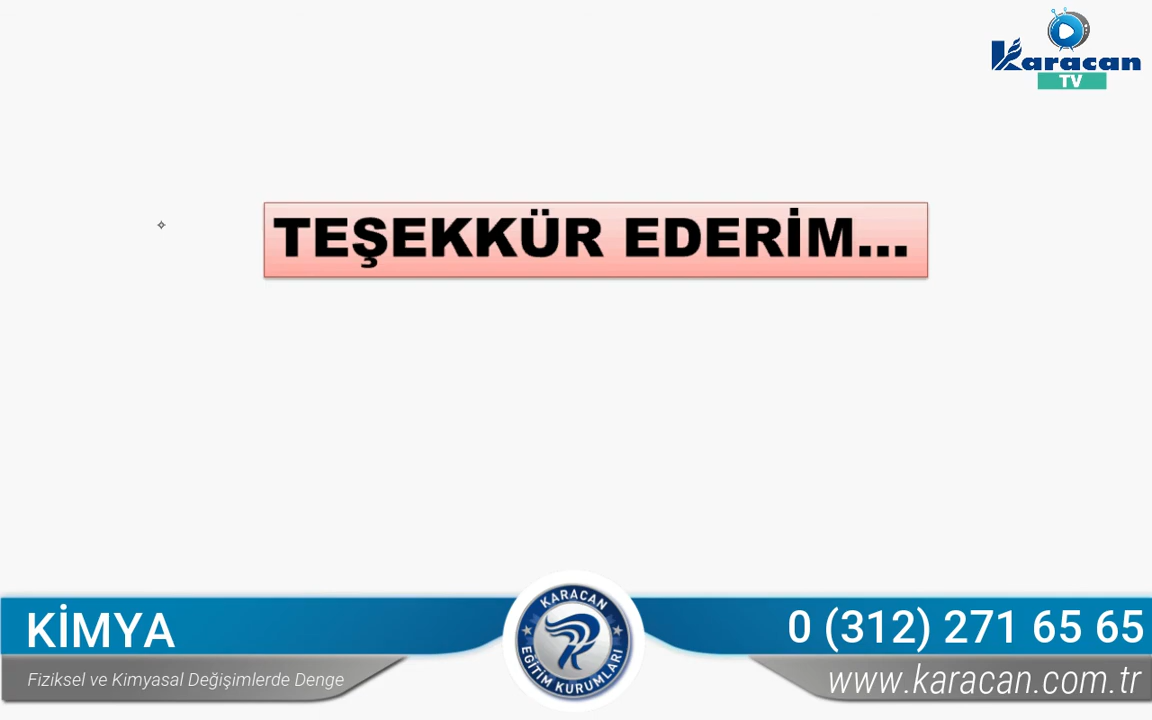 Karacan
TV
TEŞEKKÜR EDERİM...
KİMYA
Fiziksel ve Kimyasal Değişimlerde Denge
KARACAN
EĞİTİM KURUMLARI
0 (312) 271 65 65
www.karacan.com.tr